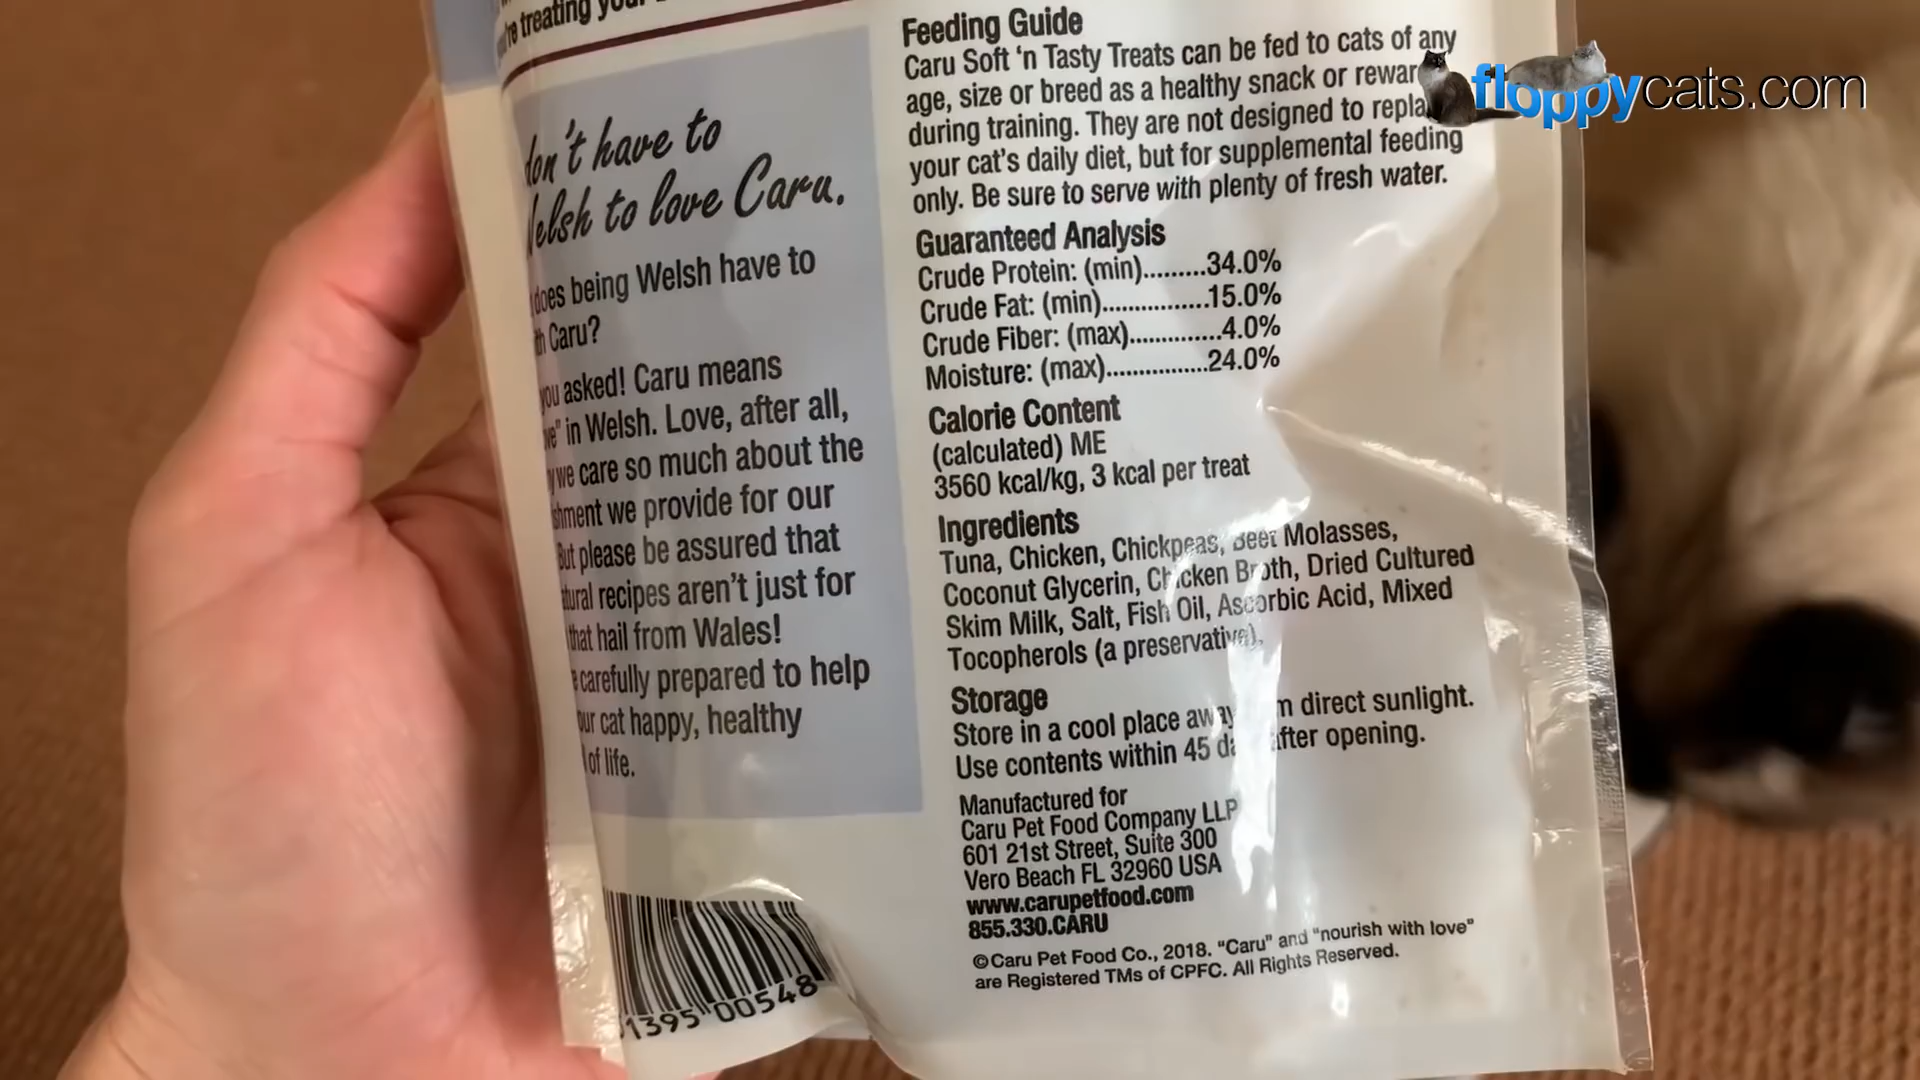 're treating your
don't have to
Welsh to love Caru.
does being Welsh have to
th Caru?
you asked! Caru means
in Welsh. Love, after all,
we care so much about the
shment we provide for our
But please be assured that
tural recipes aren't just for
that hail from Wales!
carefully prepared to help
our cat happy, healthy
of life.
1395 00548
Feeding Guide
Caru Soft 'n Tasty Treats can be fed to cats of any
age, size or breed as a healthy snack or rewar
during training. They are not designed to repla
your cat's daily diet, but for supplemental feeding
only. Be sure to serve with plenty of fresh water.
Guaranteed Analysis
Crude Protein: (min).........34.0%
Crude Fat: (min)...............15.0%
Crude Fiber: (max).............4.0%
Moisture: (max)...............24.0%
Calorie Content
(calculated) ME
3560 kcal/kg, 3 kcal per treat
Ingredients
Tuna, Chicken, Chickpeas, Beet Molasses,
Coconut Glycerin, Chicken Broth, Dried Cultured
Skim Milk, Salt, Fish Oil, Ascorbic Acid, Mixed
Tocopherols (a preservative).
Storage
Store in a cool place away m direct sunlight.
Use contents within 45 da after opening.
Manufactured for
Caru Pet Food Company LLP
601 21st Street, Suite 300
Vero Beach FL 32960 USA
www.carupetfood.com
855.330.CARU
©Caru Pet Food Co., 2018. "Caru" and "nourish with love"
are Registered TMs of CPFC. All Rights Reserved.
floppycats.com